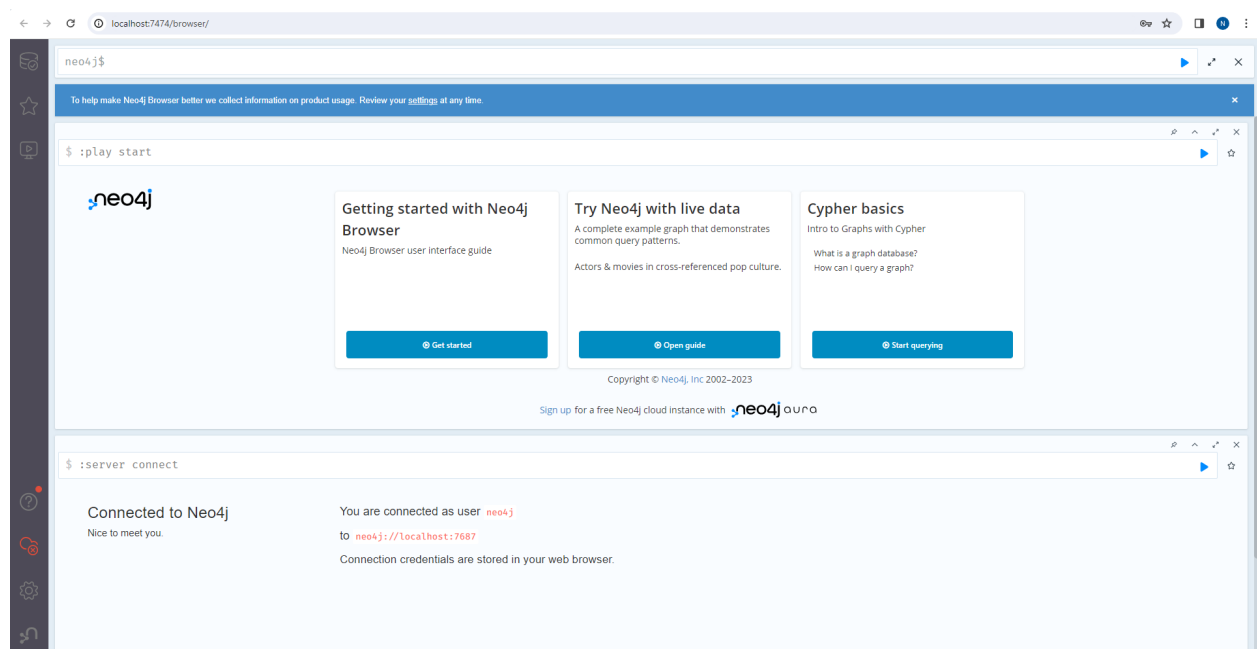 localhost:7474/browser/
N
neo4j$
To help make Neo4j Browser better we collect information on product usage. Review your settings at any time.
$ :play start
neo4j
Getting started with Neo4j Browser
Neo4j Browser user interface guide
Get started
Try Neo4j with live data
A complete example graph that demonstrates
common query patterns.
Actors & movies in cross-referenced pop culture.
Open guide
Cypher basics
Intro to Graphs with Cypher
What is a graph database?
How can I query a graph?
Start querying
Copyright © Neo4j, Inc 2002–2023
Sign up for a free Neo4j cloud instance with neo4j aura
$ :server connect
Connected to Neo4j
Nice to meet you.
You are connected as user neo4j
to neo4j://localhost:7687
Connection credentials are stored in your web browser.